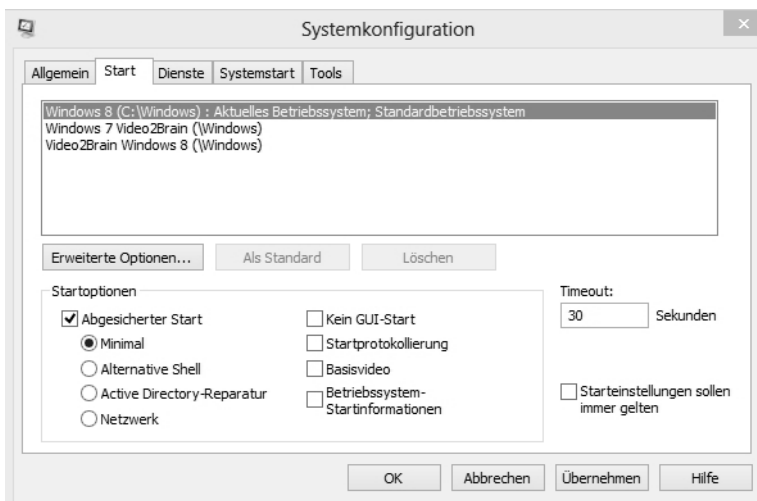 Systemkonfiguration
Allgemein Start Dienste Systemstart Tools
Windows 8 (C:\Windows) : Aktuelles Betriebssystem; Standardbetriebssystem
Windows 7 Video2Brain (\Windows)
Video2Brain Windows 8 (\Windows)
Erweiterte Optionen... Als Standard Löschen
Startoptionen
Timeout:
Abgesicherter Start Kein GUI-Start 30 Sekunden
Minimal Startprotokollierung
Alternative Shell Basisvideo
Active Directory-Reparatur Betriebssystem-
Startinformationen
Starteinstellungen sollen
immer gelten
Netzwerk
OK Abbrechen Übernehmen Hilfe